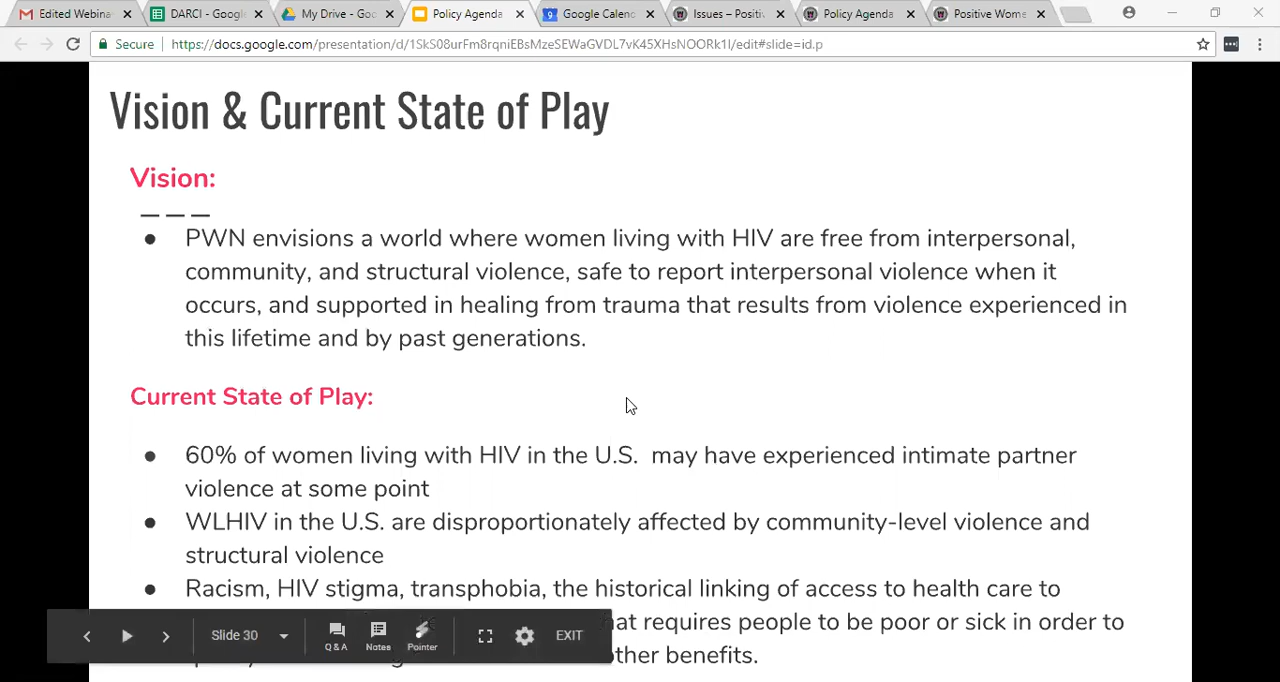 Edited Webina
DARCI - Googl
My Drive - Goo
Policy Agenda
Google Calen
Issues – Positiv
Policy Agenda
Positive Wome
Secure | https://docs.google.com/presentation/d/1SkS08urFm8rqniEBsMzeSEWaGVDL7vK45XHsNOORk1I/edit#slide=id.p
Vision & Current State of Play
Vision:
● PWN envisions a world where women living with HIV are free from interpersonal,
community, and structural violence, safe to report interpersonal violence when it
occurs, and supported in healing from trauma that results from violence experienced in
this lifetime and by past generations.
Current State of Play:
● 60% of women living with HIV in the U.S. may have experienced intimate partner
violence at some point
● WLHIV in the U.S. are disproportionately affected by community-level violence and
structural violence
● Racism, HIV stigma, transphobia, the historical linking of access to health care to
hat requires people to be poor or sick in order to
other benefits.
Slide 30
Q & A
Notes
Pointer
EXIT